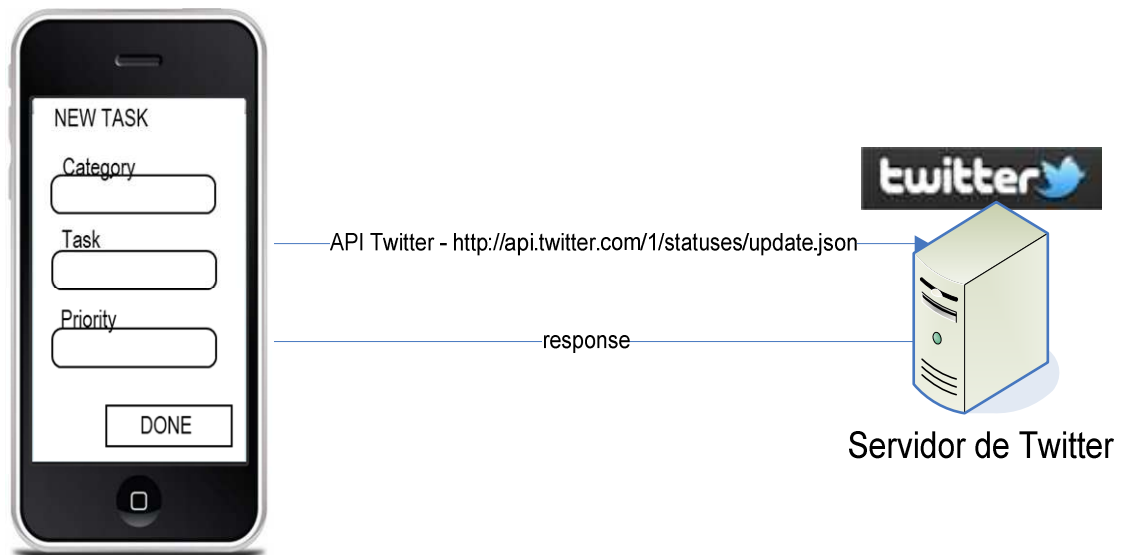 NEW TASK
Category
Task
Priority
DONE
API Twitter - http://api.twitter.com/1/statuses/update.json
response
twitter
Servidor de Twitter